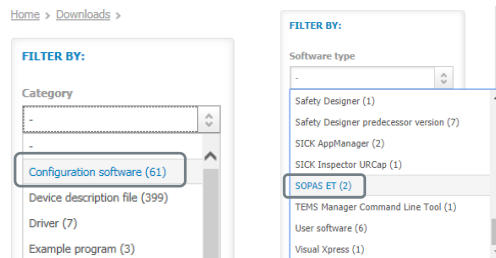 Home > Downloads >
FILTER BY:
Category
-
-
Configuration software (61)
Device description file (399)
Driver (7)
Example program (3)
FILTER BY:
Software type
-
Safety Designer (1)
Safety Designer predecessor version (7)
SICK AppManager (2)
SICK Inspector URCap (1)
SOPAS ET (2)
TEMS Manager Command Line Tool (1)
User software (6)
Visual Xpress (1)